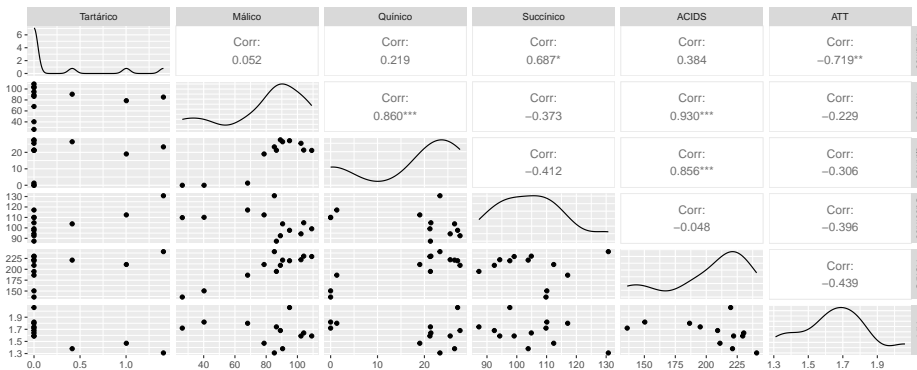 Tartárico Málico Quínico Succínico ACIDS ATT
6
4
2
0
Corr:
0.052
Corr:
0.219
Corr:
0.687*
Corr:
0.384
Corr:
−0.719**
100
80
60
40
Corr:
0.860***
Corr:
−0.373
Corr:
0.930***
Corr:
−0.229
20
10
0
Corr:
−0.412
Corr:
0.856***
Corr:
−0.306
130
120
110
100
90
Corr:
−0.048
Corr:
−0.396
225
200
175
150
Corr:
−0.439
1.9
1.7
1.5
1.3
0.0 0.5 1.0 40 60 80 100 0 10 20 90 100 110 120 130 150 175 200 225 1.3 1.5 1.7 1.9